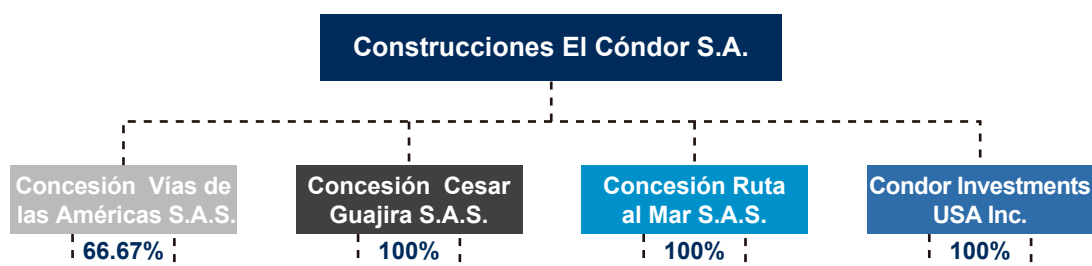 Construcciones El Cóndor S.A.
Concesión Vías de
las Américas S.A.S.
66.67%
Concesión Cesar
Guajira S.A.S.
100%
Concesión Ruta
al Mar S.A.S.
100%
Condor Investments
USA Inc.
100%